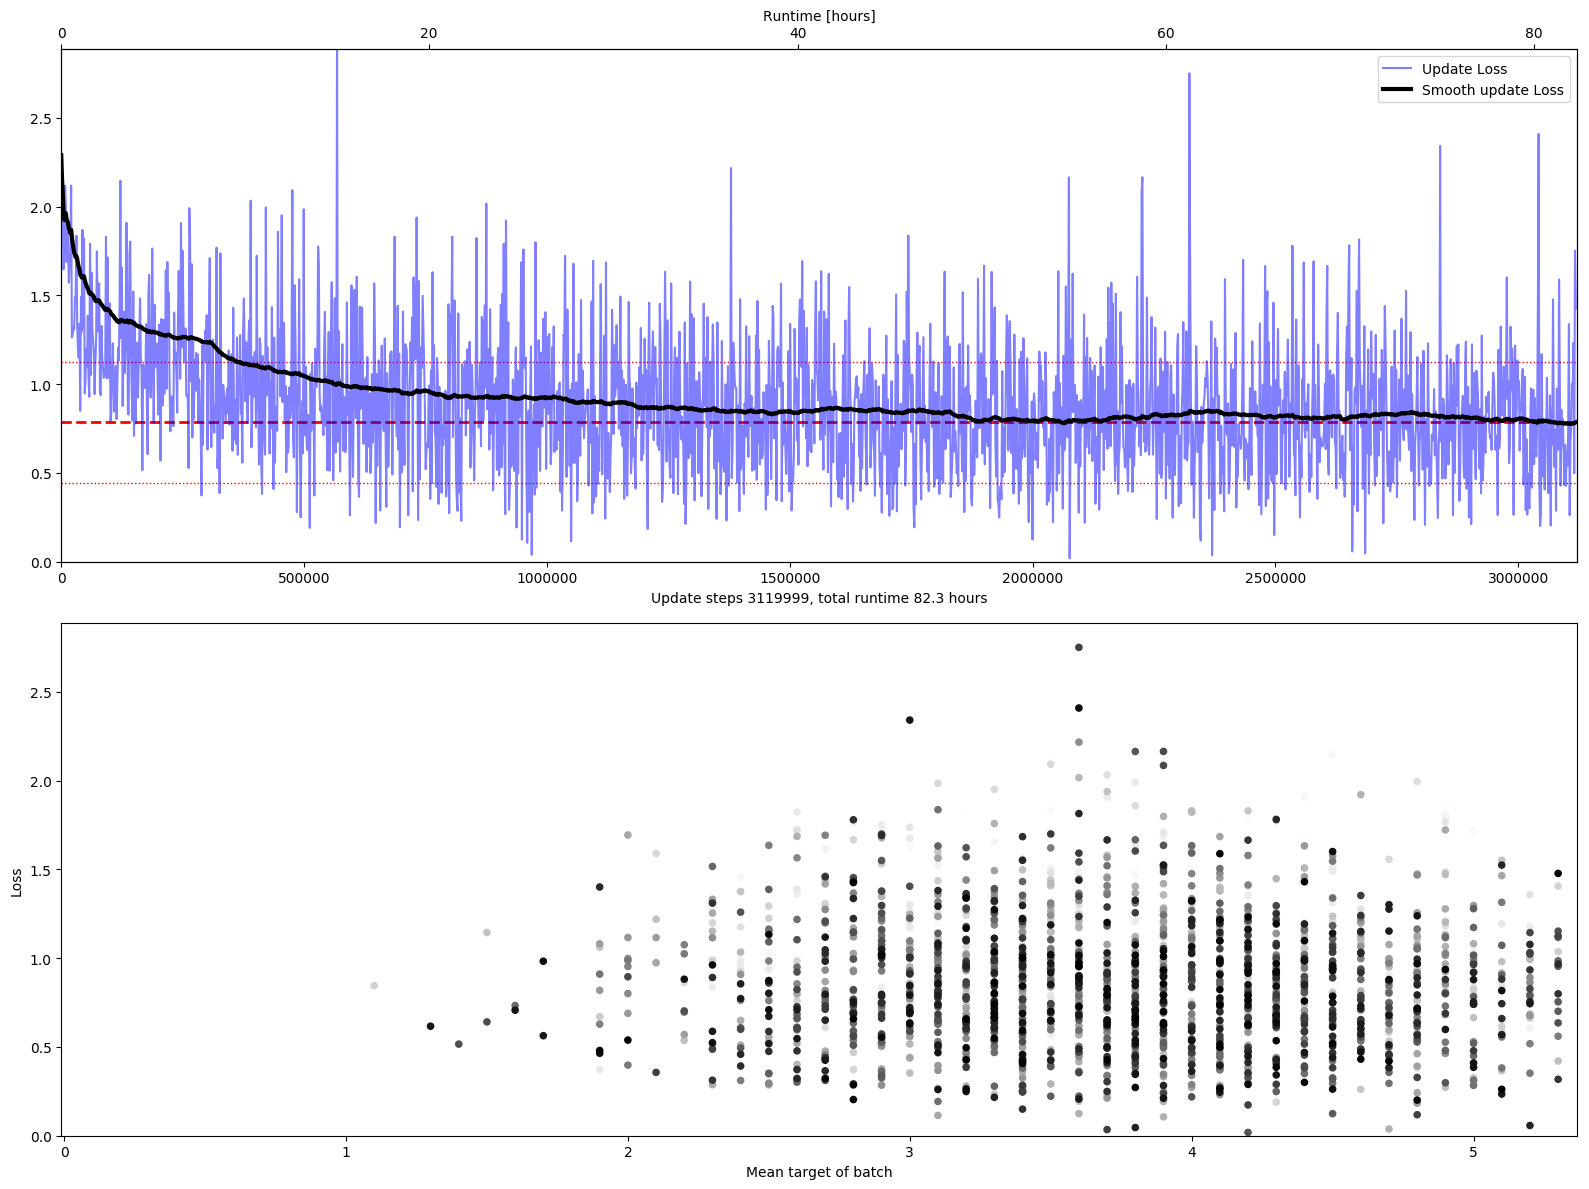 Runtime [hours]
0 20 40 60 80
Update Loss
Smooth update Loss
2.5
2.0
1.5
1.0
0.5
0.0
0 500000 1000000 1500000 2000000 2500000 3000000
Update steps 3119999, total runtime 82.3 hours
2.5
2.0
1.5
1.0
0.5
0.0
Loss
0 1 2 3 4 5
Mean target of batch